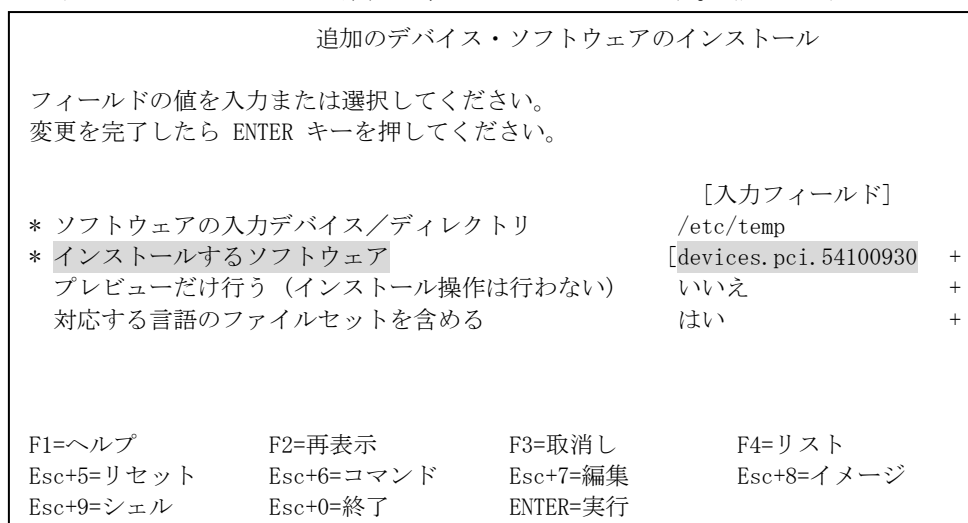 追加のデバイス・ソフトウェアのインストール
フィールドの値を入力または選択してください。
変更を完了したら ENTER キーを押してください。
[入力フィールド]
* ソフトウェアの入力デバイス／ディレクトリ /etc/temp
* インストールするソフトウェア [devices.pci.54100930 +
プレビューだけ行う (インストール操作は行わない) いいえ +
対応する言語のファイルセットを含める はい +
F1=ヘルプ F2=再表示 F3=取消し F4=リスト
Esc+5=リセット Esc+6=コマンド Esc+7=編集 Esc+8=イメージ
Esc+9=シェル Esc+0=終了 ENTER=実行